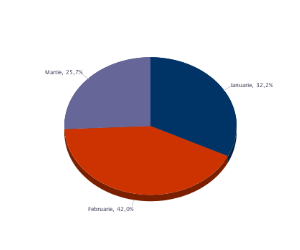 Martie, 25,7%
Ianuarie, 32,2%
Februarie, 42,0%